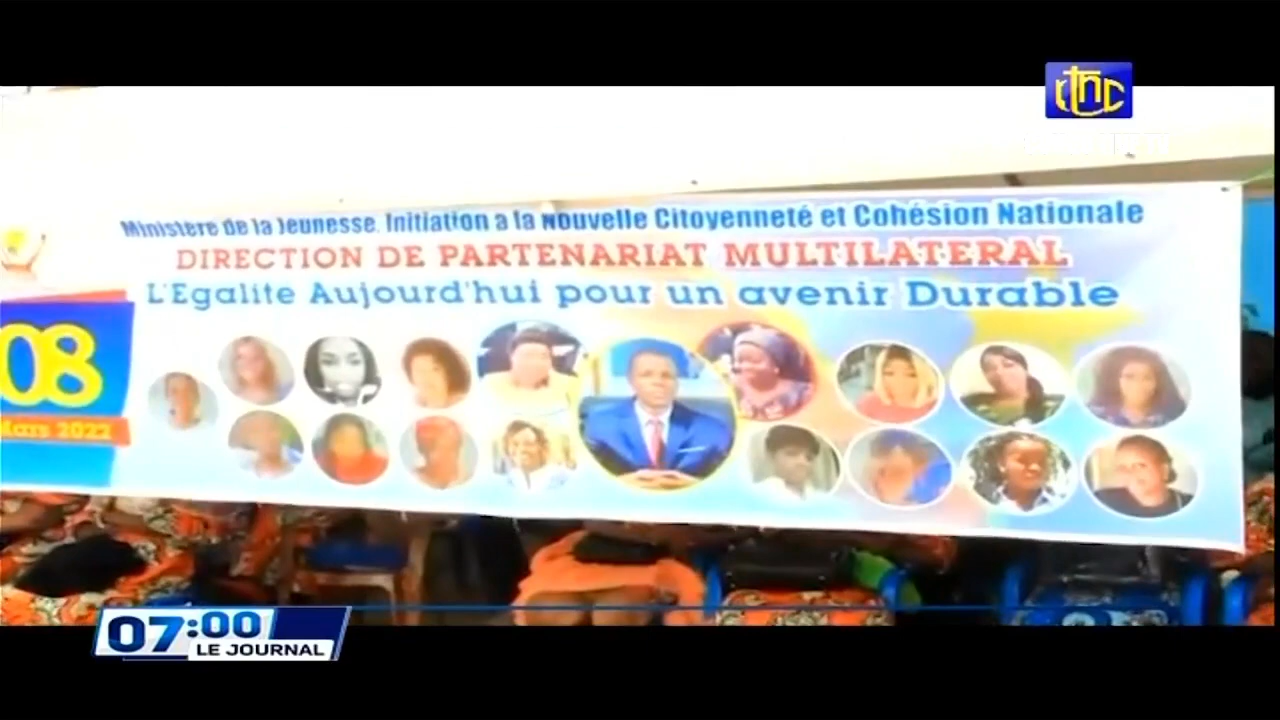 rtnc
Ministère de la Jeunesse, Initiation a la Nouvelle Citoyenneté et Cohésion Nationale
DIRECTION DE PARTENARIAT MULTILATERAL
L'Egalite Aujourd'hui pour un avenir Durable
08
Mars 2022
07:00
LE JOURNAL